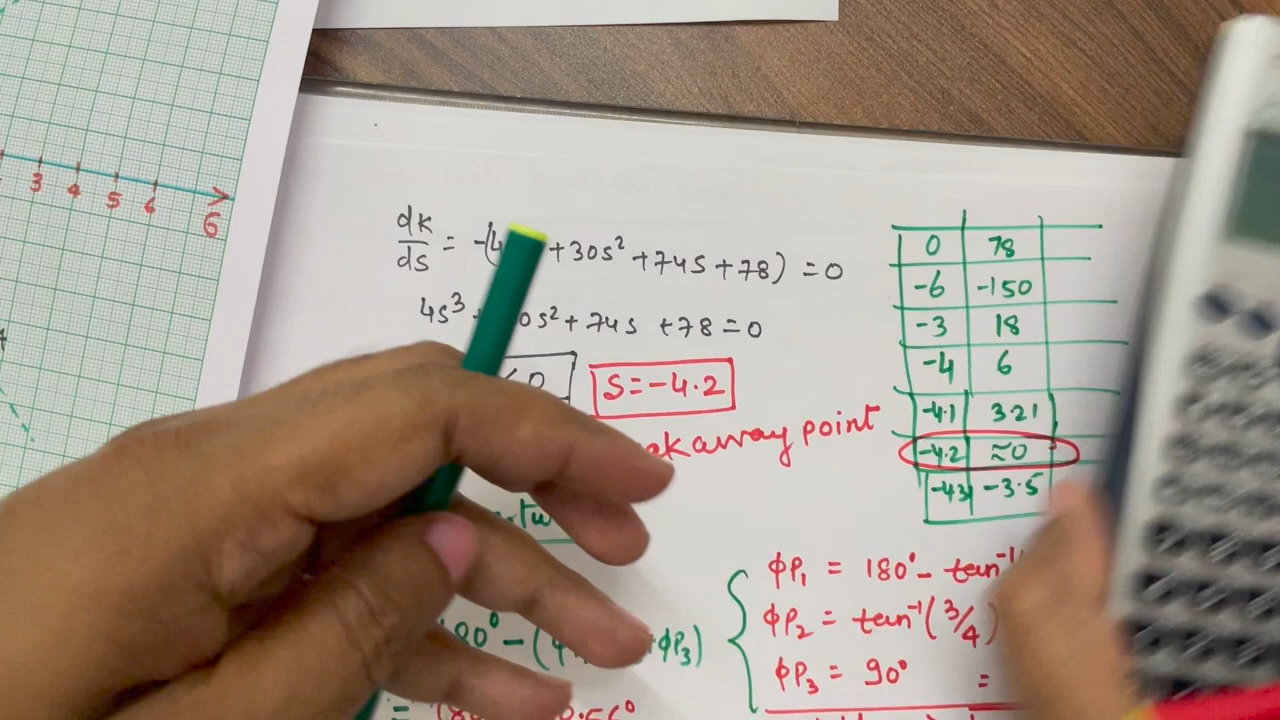 3 4 5 6
6
dk/ds = -(4 +30s² +74s+78) =0
4s³ 0s²+74s +78=0
S=-4.2
akaway point
0 78
-6 -150
-3 18
-4 6
-4.1 3.21
-4.2 ≈0
-4.3 -3.5
ϕP₁ = 180° - tan⁻¹
ϕP₂ = tan⁻¹(3/4)
ϕP₃ = 90° =
ϕP₃)